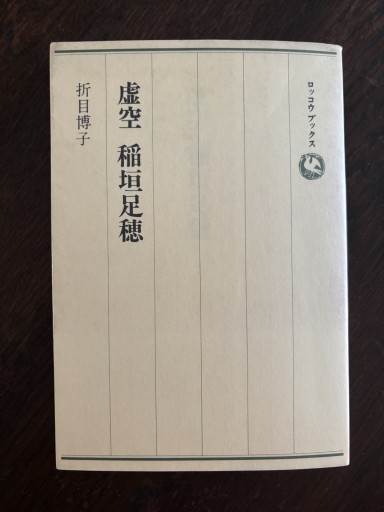 ロッコウブックス
虚空 稲垣足穂
折目博子